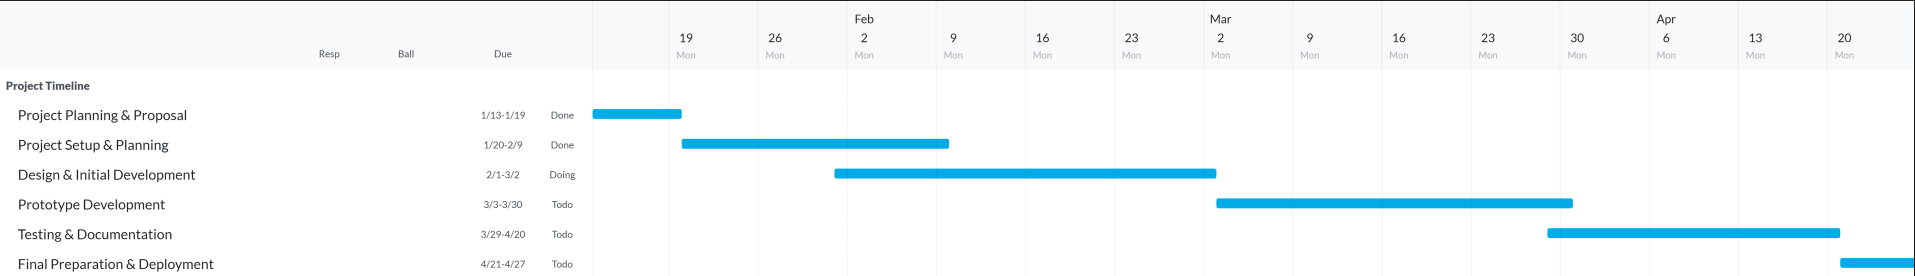 Feb Mar Apr
19 26 2 9 16 23 2 9 16 23 30 6 13 20
Resp Ball Due Mon Mon Mon Mon Mon Mon Mon Mon Mon Mon Mon Mon Mon Mon
Project Timeline
Project Planning & Proposal 1/13-1/19 Done
Project Setup & Planning 1/20-2/9 Done
Design & Initial Development 2/1-3/2 Doing
Prototype Development 3/3-3/30 Todo
Testing & Documentation 3/29-4/20 Todo
Final Preparation & Deployment 4/21-4/27 Todo